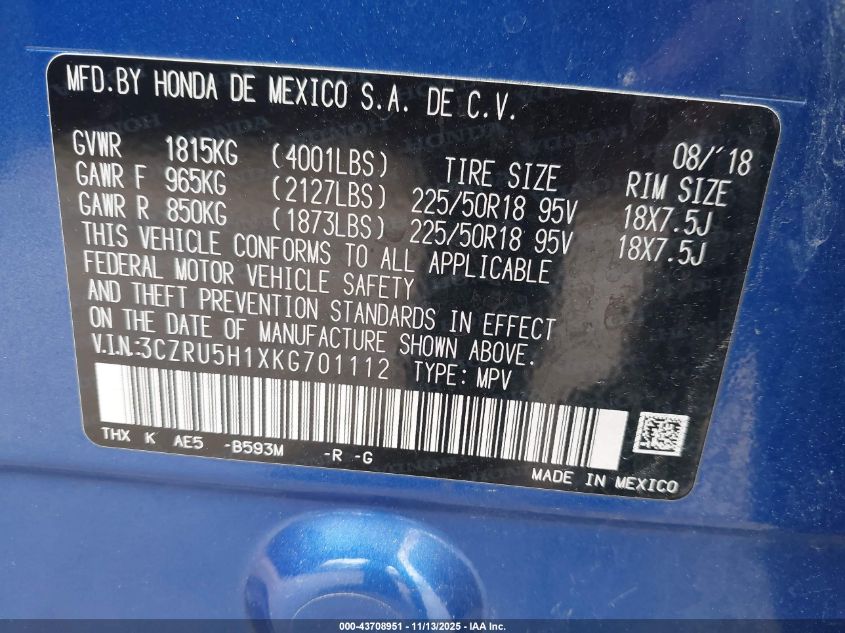 MFD.BY HONDA DE MEXICO S.A. DE C.V.
08/'18
GVWR 1815KG (4001LBS) TIRE SIZE RIM SIZE
GAWR F 965KG (2127LBS) 225/50R18 95V 18X7.5J
GAWR R 850KG (1873LBS) 225/50R18 95V 18X7.5J
THIS VEHICLE CONFORMS TO ALL APPLICABLE
FEDERAL MOTOR VEHICLE SAFETY
AND THEFT PREVENTION STANDARDS IN EFFECT
ON THE DATE OF MANUFACTURE SHOWN ABOVE.
V.I.N.:3CZRU5H1XKG701112 TYPE: MPV
THX K AE5 -B593M -R -G
MADE IN MEXICO
000-43708951 - 11/13/2025 - IAA Inc.